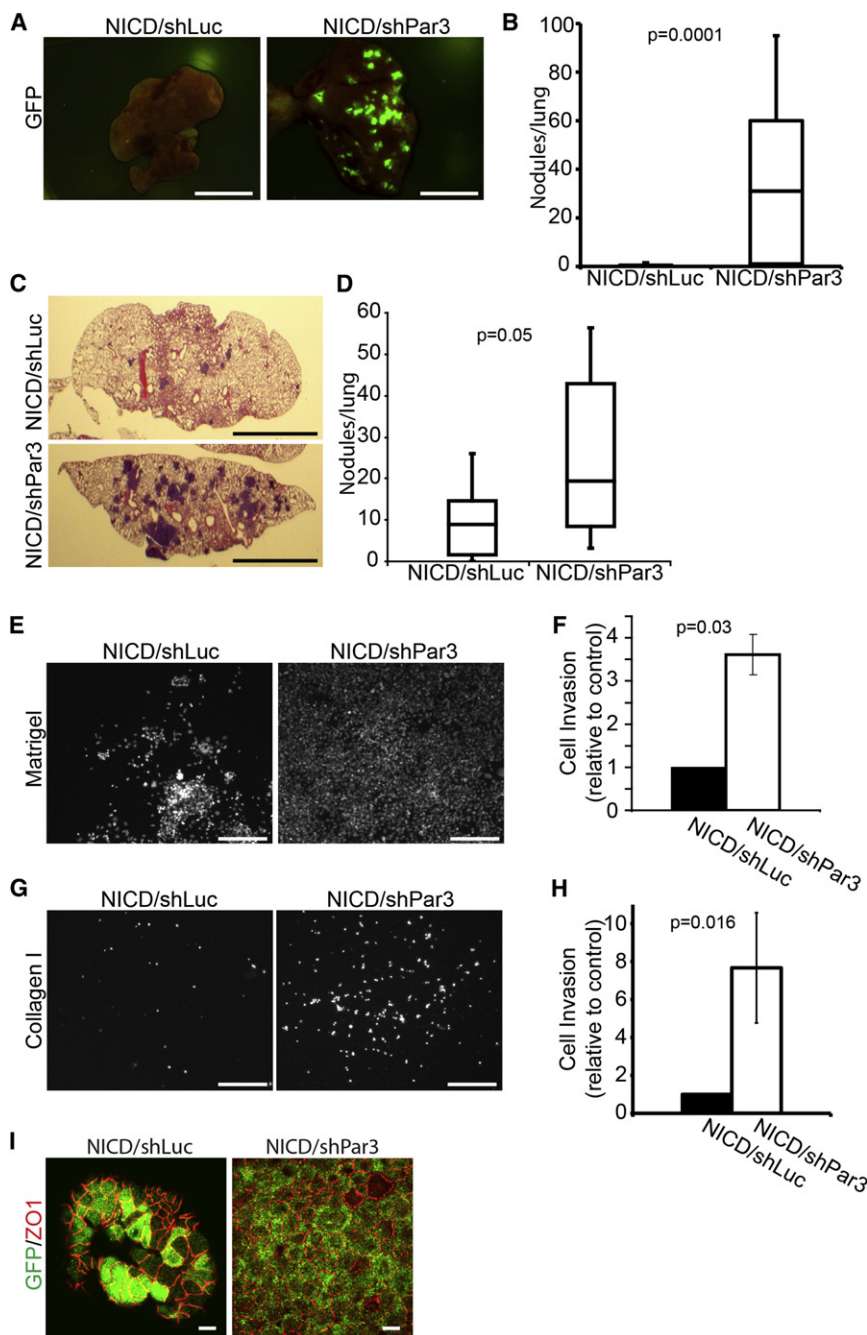 A
NICD/shLuc
NICD/shPar3
GFP
B
p=0.0001
Nodules/lung
100
80
60
40
20
0
NICD/shLuc
NICD/shPar3
C
NICD/shLuc
NICD/shPar3
D
p=0.05
Nodules/lung
60
50
40
30
20
10
0
NICD/shLuc
NICD/shPar3
E
NICD/shLuc
NICD/shPar3
Matrigel
F
p=0.03
Cell Invasion
(relative to control)
4
3
2
1
0
NICD/shLuc
NICD/shPar3
G
NICD/shLuc
NICD/shPar3
Collagen I
H
p=0.016
Cell Invasion
(relative to control)
10
8
6
4
2
0
NICD/shLuc
NICD/shPar3
I
NICD/shLuc
NICD/shPar3
GFP/ZO1